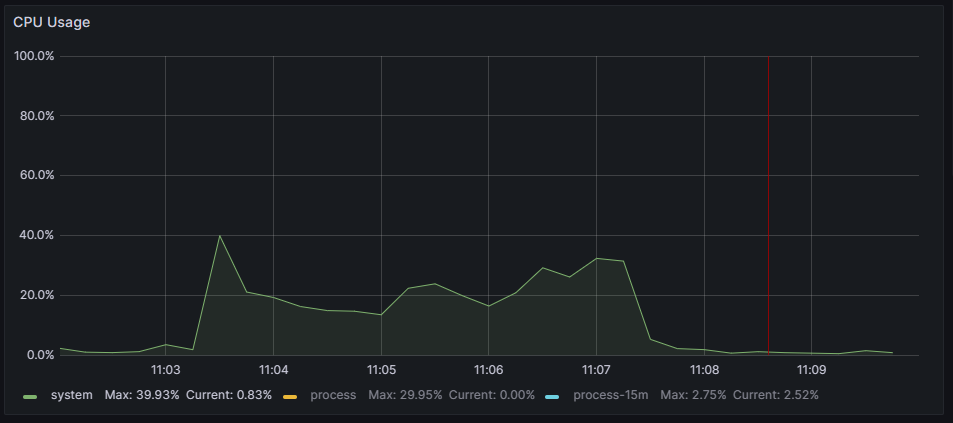 CPU Usage
100.0%
80.0%
60.0%
40.0%
20.0%
0.0%
11:03 11:04 11:05 11:06 11:07 11:08 11:09
system Max: 39.93% Current: 0.83% process Max: 29.95% Current: 0.00% process-15m Max: 2.75% Current: 2.52%